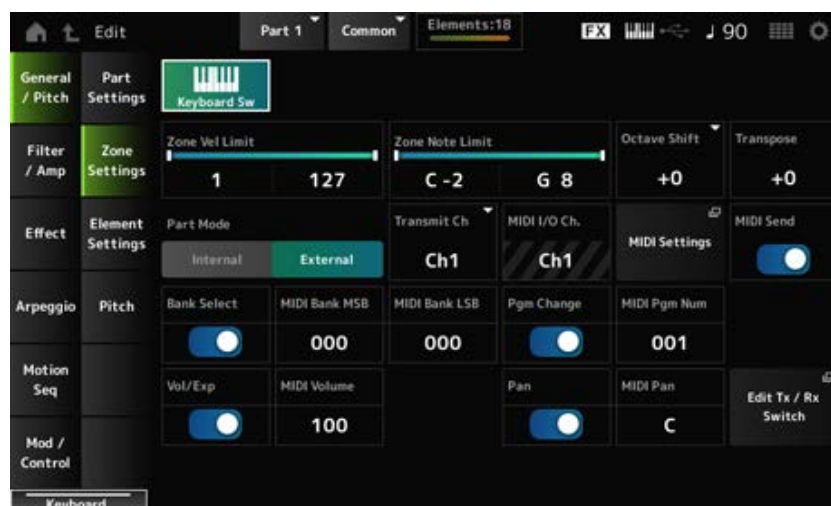 Edit
Part 1
Common
Elements:18
FX
90
General / Pitch
Part Settings
Keyboard Sw
Filter / Amp
Zone Settings
Zone Vel Limit
1
127
Zone Note Limit
C -2
G 8
Octave Shift
+0
Transpose
+0
Effect
Element Settings
Part Mode
Internal
External
Transmit Ch
Ch1
MIDI I/O Ch.
Ch1
MIDI Settings
MIDI Send
Arpeggio
Pitch
Bank Select
MIDI Bank MSB
000
MIDI Bank LSB
000
Pgm Change
MIDI Pgm Num
001
Motion Seq
Vol/Exp
MIDI Volume
100
Pan
MIDI Pan
C
Edit Tx / Rx Switch
Mod / Control
Keyboard